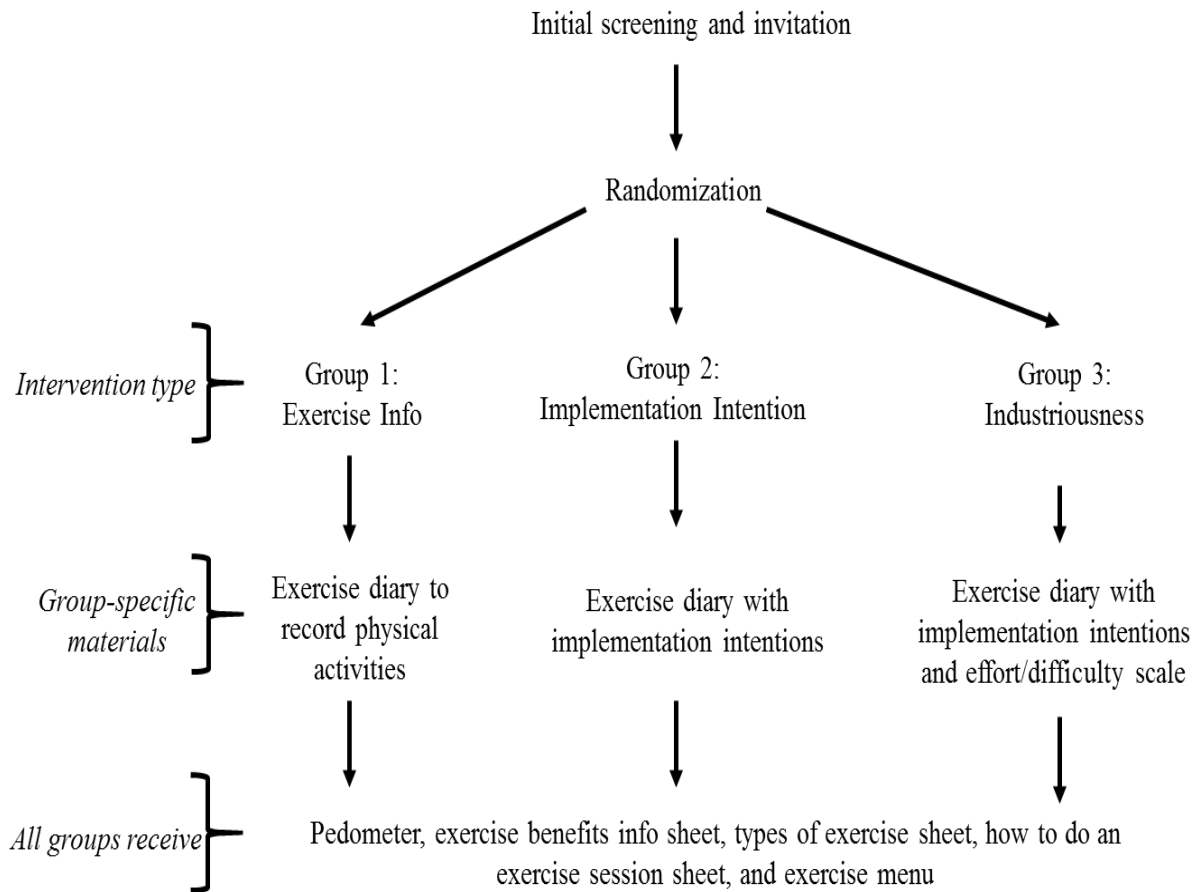 Initial screening and invitation
Randomization
Intervention type
Group 1:
Exercise Info
Group 2:
Implementation Intention
Group 3:
Industriousness
Group-specific
materials
Exercise diary to
record physical
activities
Exercise diary with
implementation intentions
Exercise diary with
implementation intentions
and effort/difficulty scale
All groups receive
Pedometer, exercise benefits info sheet, types of exercise sheet, how to do an
exercise session sheet, and exercise menu